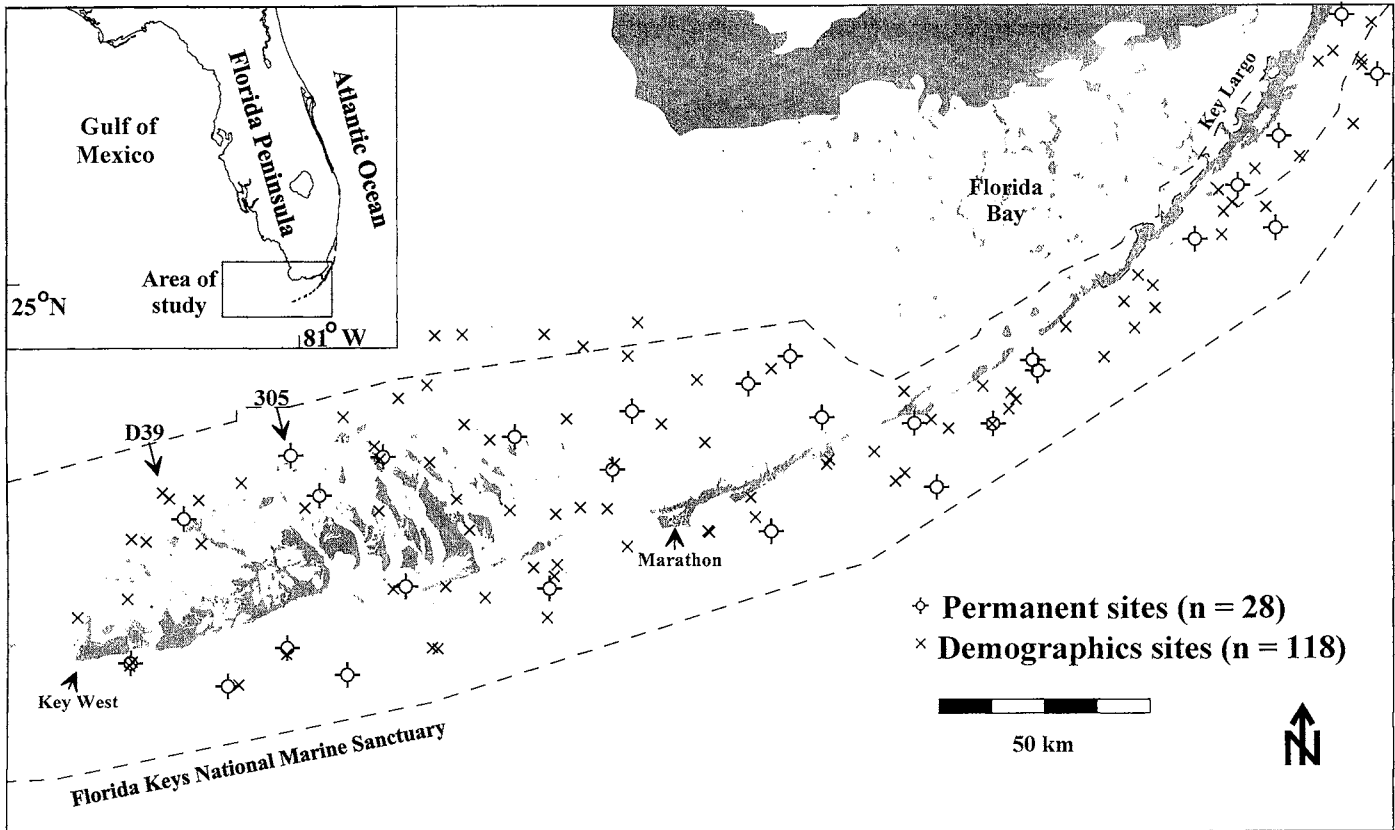 Gulf of
Mexico
Florida Peninsula
Atlantic Ocean
Area of
study
25°N
81° W
Key Largo
Florida
Bay
305
D39
Marathon
Key West
Permanent sites (n = 28)
Demographics sites (n = 118)
50 km
N
Florida Keys National Marine Sanctuary